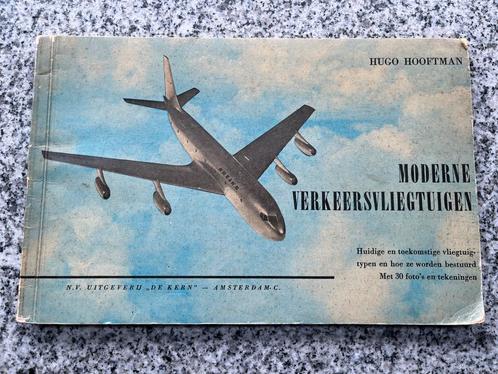 HUGO HOOFTMAN
MODERNE
VERKEERSVLIEGTUIGEN
Huidige en toekomstige vliegtuig-
typen en hoe ze worden bestuurd
Met 30 foto's en tekeningen
N.V. UITGEVERIJ „DE KERN" — AMSTERDAM-C.